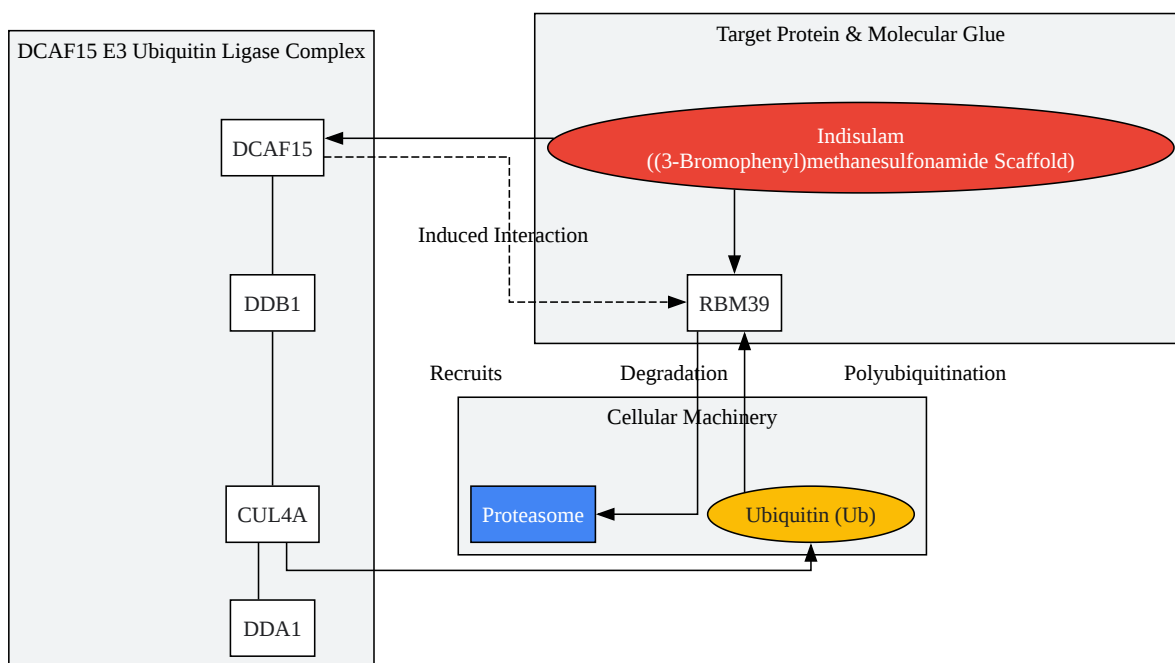 DCAF15 E3 Ubiquitin Ligase Complex
Target Protein & Molecular Glue
DCAF15
Indisulam
((3-Bromophenyl)methanesulfonamide Scaffold)
Induced Interaction
DDB1
RBM39
Recruits
Degradation
Polyubiquitination
Cellular Machinery
CUL4A
Proteasome
Ubiquitin (Ub)
DDA1